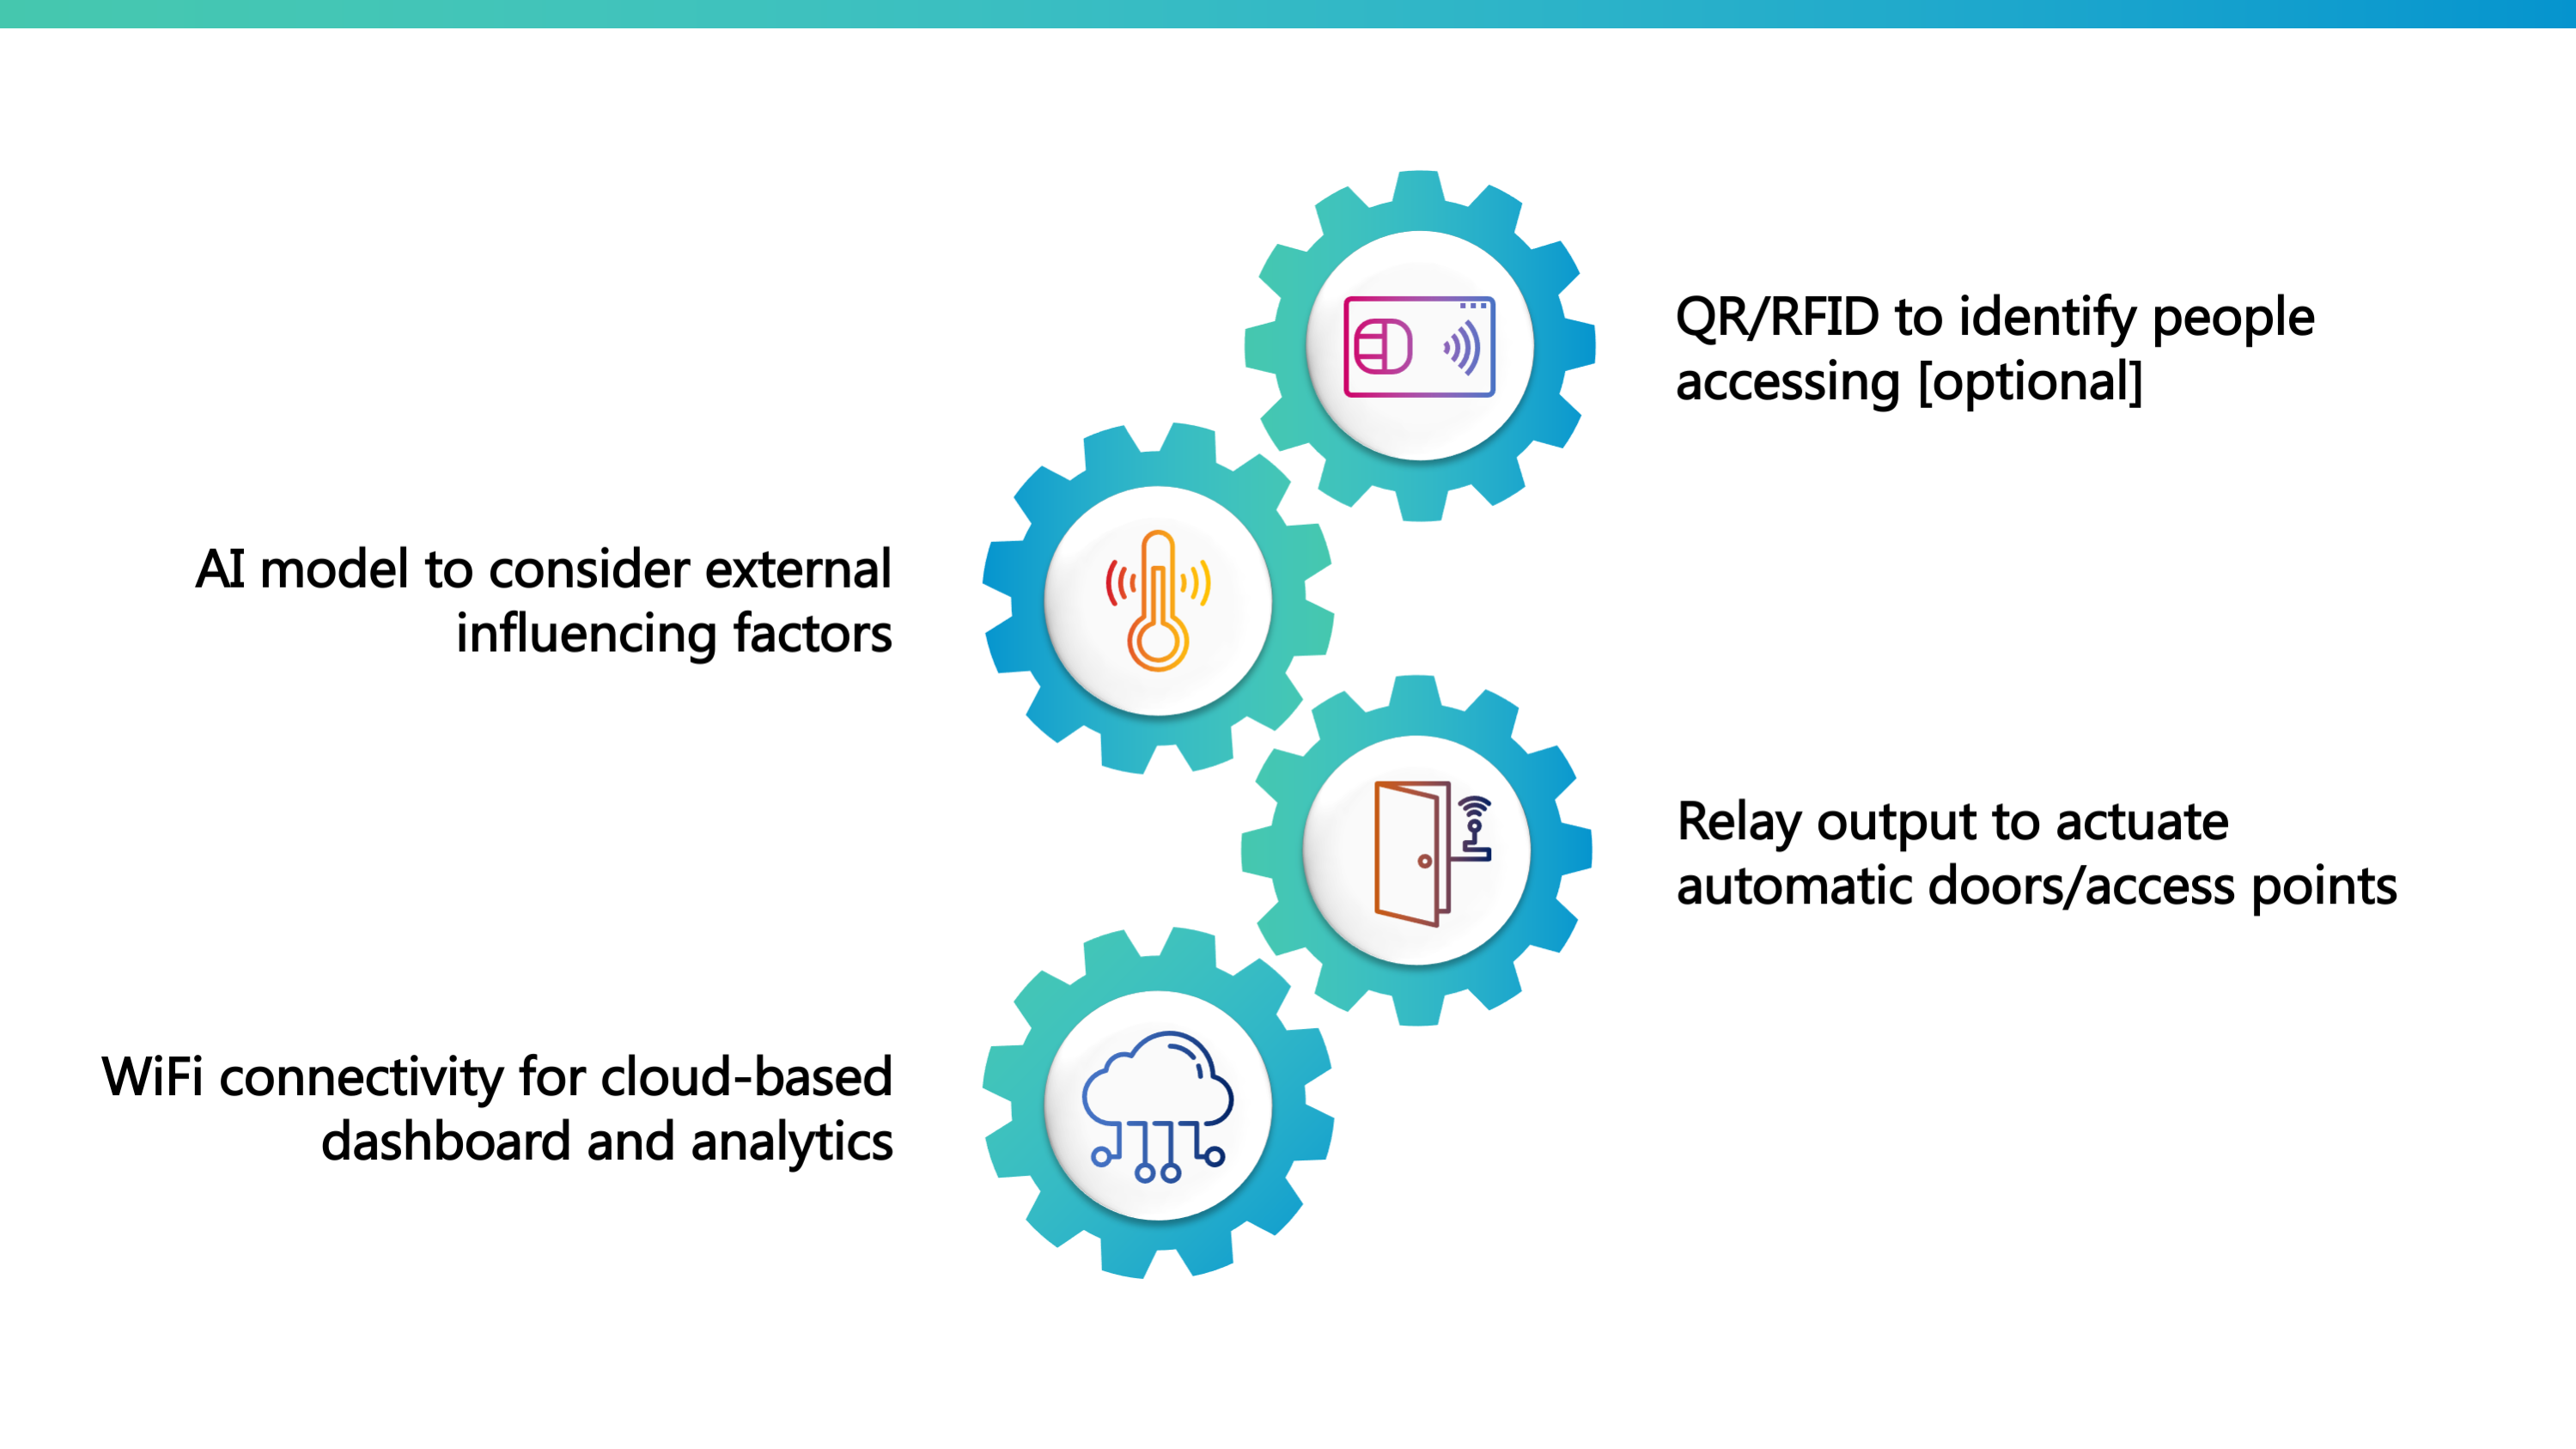 QR/RFID to identify people
accessing [optional]
AI model to consider external
influencing factors
Relay output to actuate
automatic doors/access points
WiFi connectivity for cloud-based
dashboard and analytics